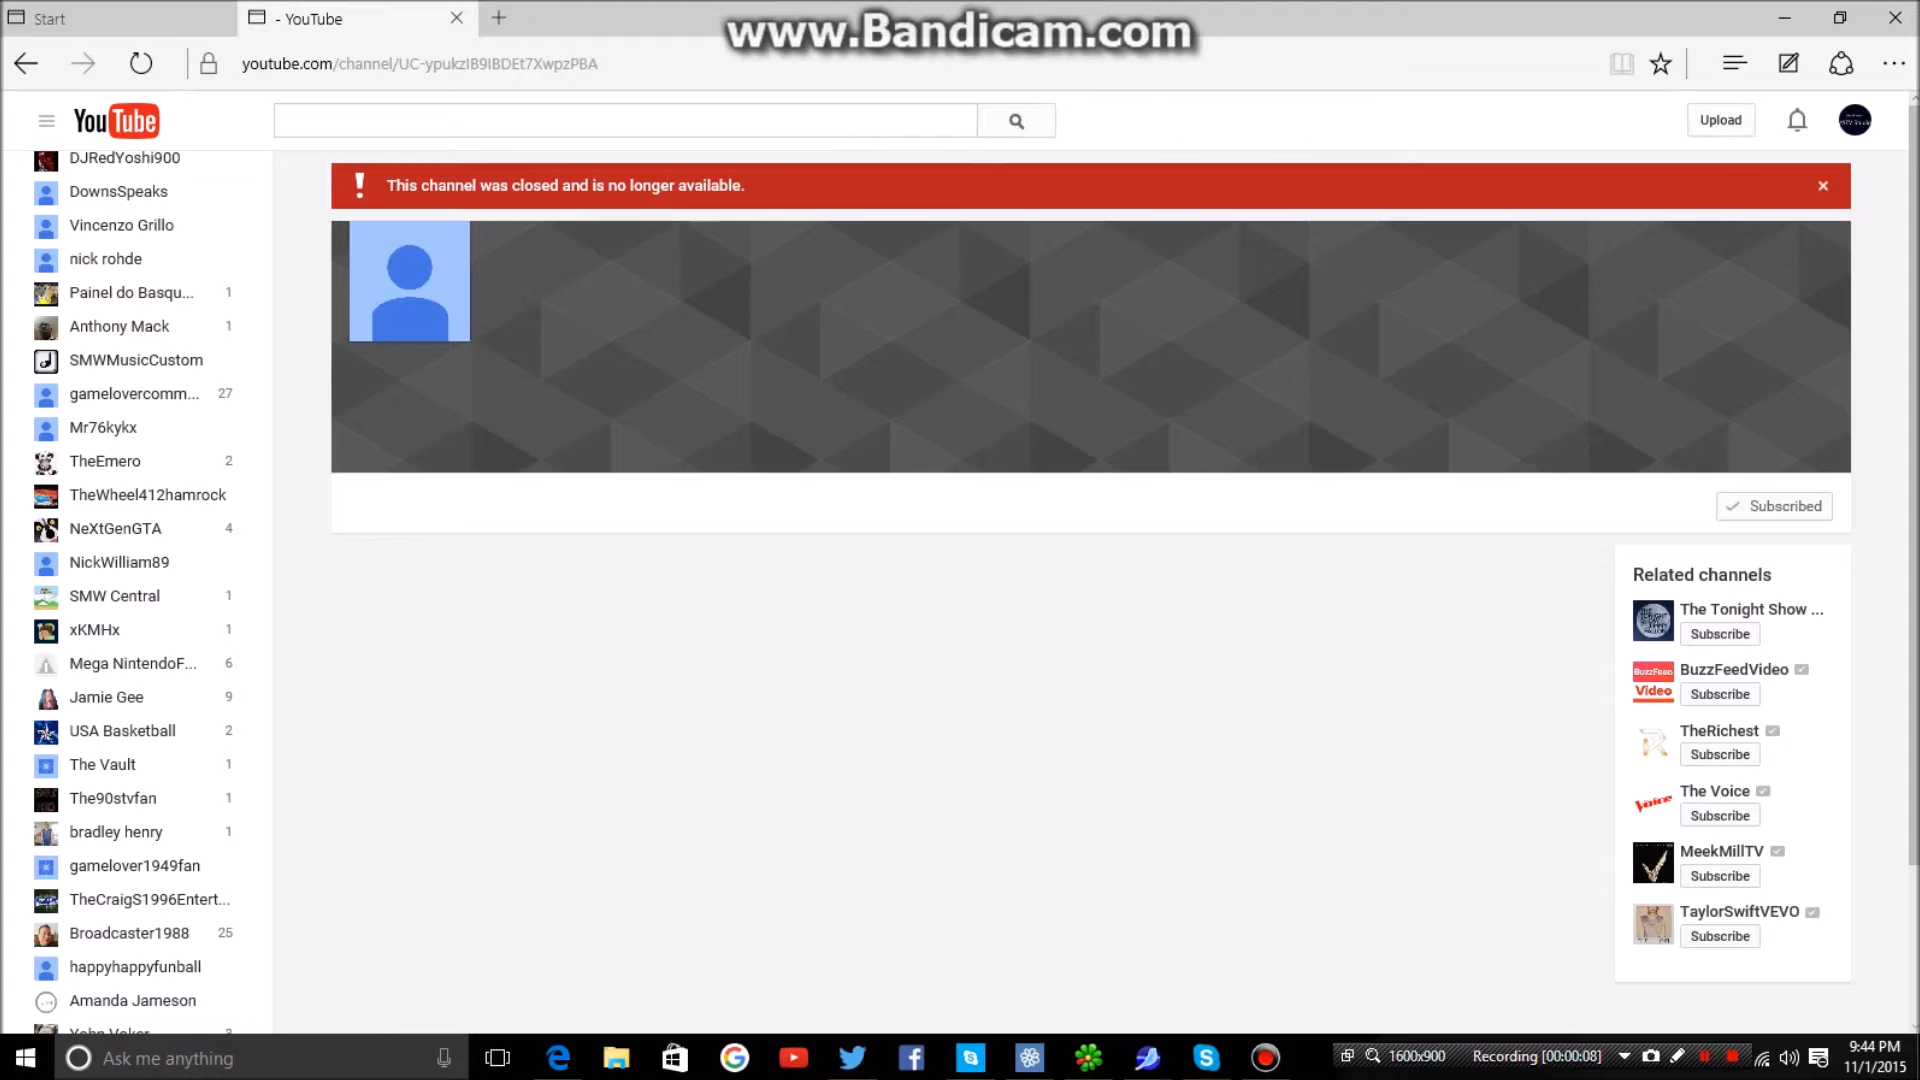 Start
- YouTube
www.Bandicam.com
youtube.com/channel/UC-ypukzIB9IBDEt7XwpzPBA
YouTube
Upload
DJRedYoshi900
DownsSpeaks
Vincenzo Grillo
nick rohde
Painel do Basqu... 1
Anthony Mack 1
SMWMusicCustom
gamelovercomm... 27
Mr76kykx
TheEmero 2
TheWheel412hamrock
NeXtGenGTA 4
NickWilliam89
SMW Central 1
xKMHx 1
Mega NintendoF... 6
Jamie Gee 9
USA Basketball 2
The Vault 1
The90stvfan 1
bradley henry 1
gamelover1949fan
TheCraigS1996Entert...
Broadcaster1988 25
happyhappyfunball
Amanda Jameson
This channel was closed and is no longer available.
Subscribed
Related channels
The Tonight Show ...
Subscribe
BuzzFeed
Video
BuzzFeedVideo
Subscribe
TheRichest
Subscribe
Voice
The Voice
Subscribe
MeekMillTV
Subscribe
TaylorSwiftVEVO
Subscribe
Ask me anything
1600x900
Recording [00:00:08]
9:44 PM
11/1/2015